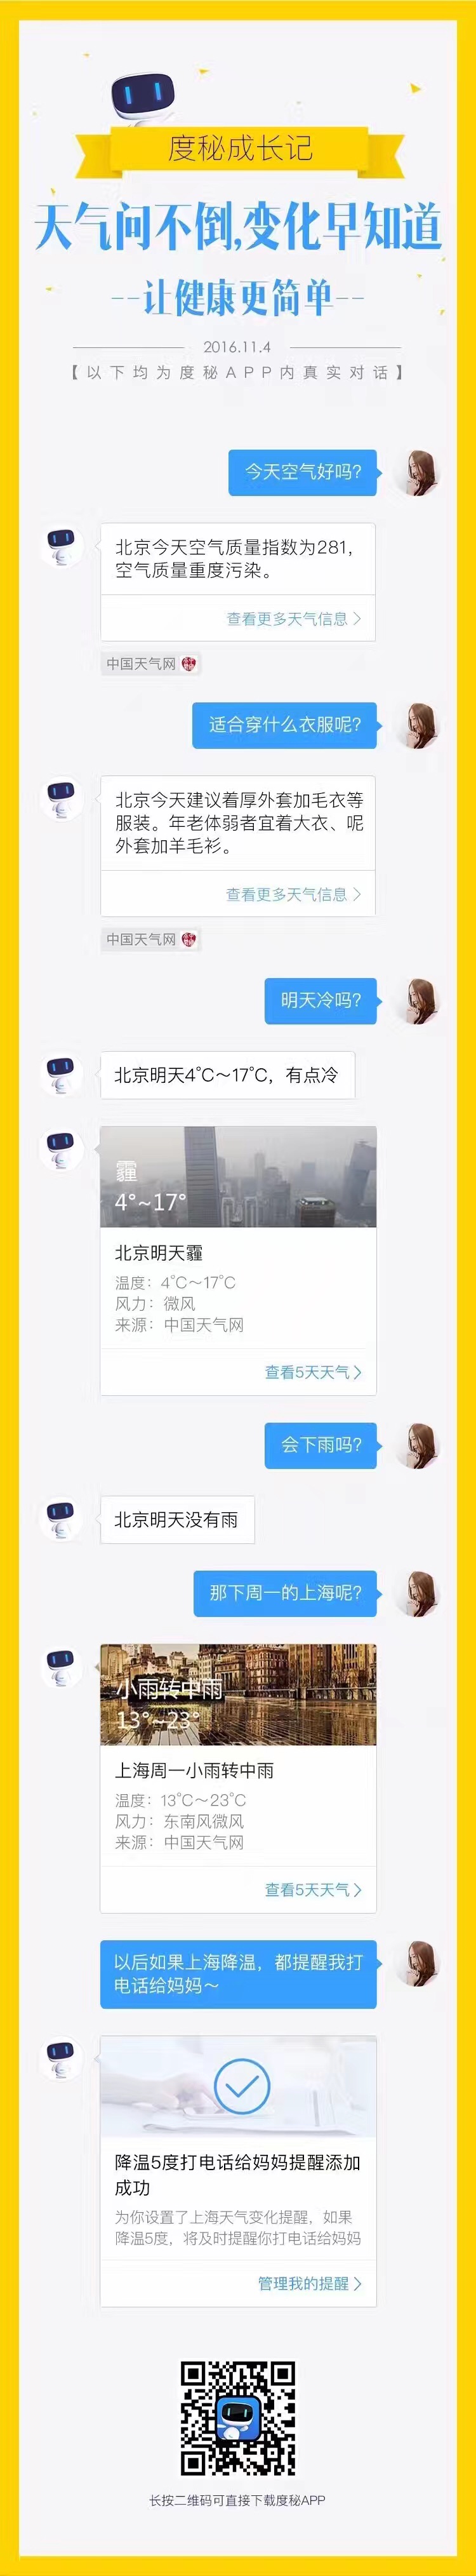 度秘成长记
天气问不倒,变化早知道
--让健康更简单--
2016.11.4
【以下均为度秘APP内真实对话】
今天空气好吗?
北京今天空气质量指数为281,
空气质量重度污染。
查看更多天气信息 >
中国天气网
适合穿什么衣服呢?
北京今天建议着厚外套加毛衣等
服装。年老体弱者宜着大衣、呢
外套加羊毛衫。
查看更多天气信息 >
中国天气网
明天冷吗?
北京明天4°C～17°C，有点冷
霾
4°~17°
北京明天霾
温度：4°C～17°C
风力：微风
来源：中国天气网
查看5天天气 >
会下雨吗?
北京明天没有雨
那下周一的上海呢?
小雨转中雨
13°~23°
上海周一小雨转中雨
温度：13°C～23°C
风力：东南风微风
来源：中国天气网
查看5天天气 >
以后如果上海降温，都提醒我打
电话给妈妈～
降温5度打电话给妈妈提醒添加
成功
为你设置了上海天气变化提醒，如果
降温5度，将及时提醒你打电话给妈妈
管理我的提醒 >
长按二维码可直接下载度秘APP